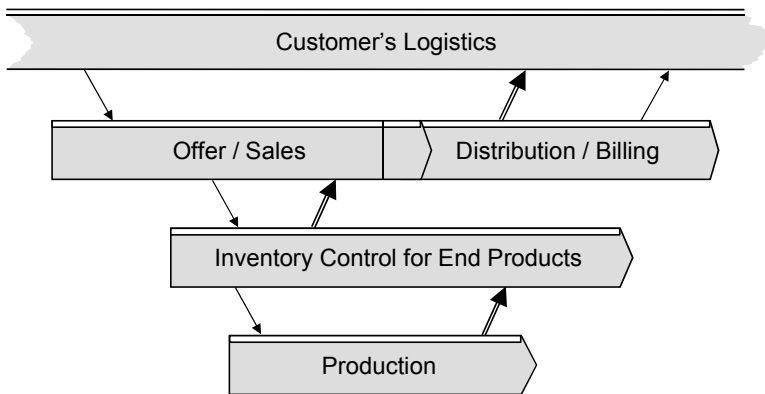 Customer's Logistics
Offer / Sales
Distribution / Billing
Inventory Control for End Products
Production